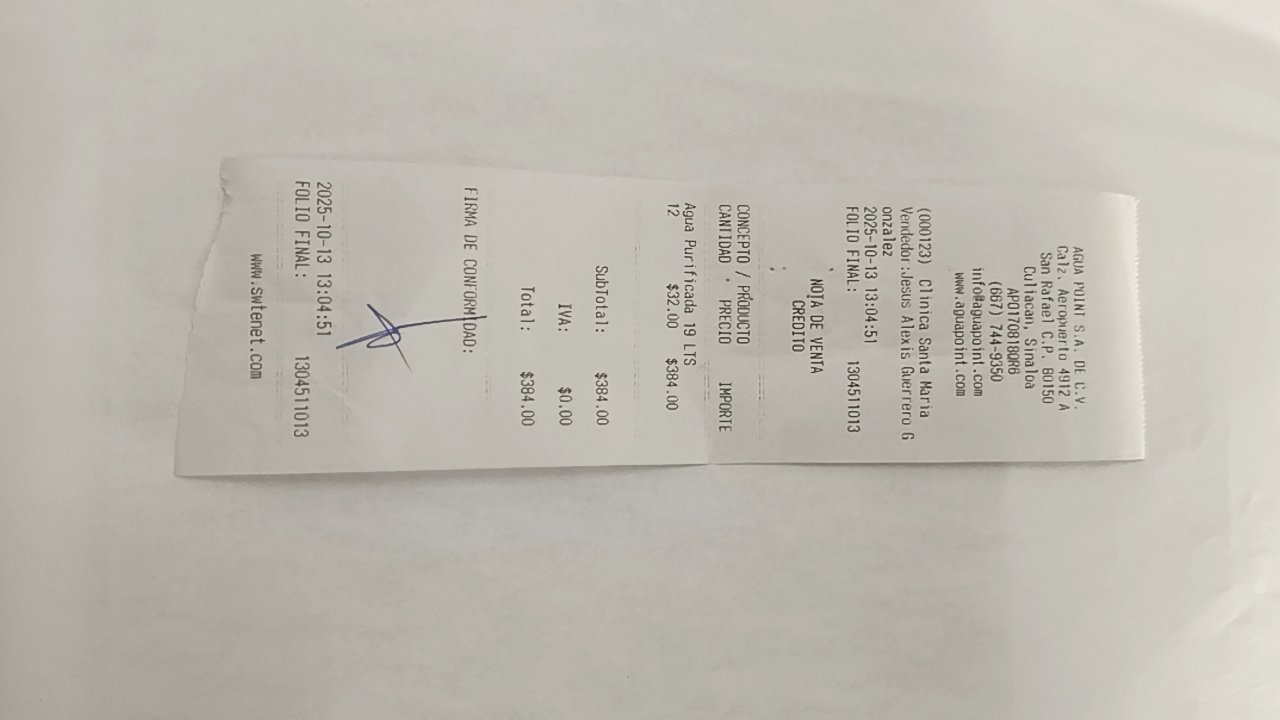 AGUA POINT S.A. DE C.V.
Calz. Aeropuerto 4912 A
San Rafael C.P. 80150
Culiacan, Sinaloa
APO170818QR6
(667) 744-9350
info@aguapoint.com
www.aguapoint.com
(000123) Clinica Santa Maria
Vendedor:Jesus Alexis Guerrero G
onzalez
2025-10-13 13:04:51
FOLIO FINAL: 1304511013
NOTA DE VENTA
CREDITO
CONCEPTO / PRODUCTO
CANTIDAD PRECIO IMPORTE
Agua Purificada 19 LTS
12 $32.00 $384.00
SubTotal: $384.00
IVA: $0.00
Total: $384.00
FIRMA DE CONFORMIDAD:
2025-10-13 13:04:51
FOLIO FINAL: 1304511013
www.swtenet.com